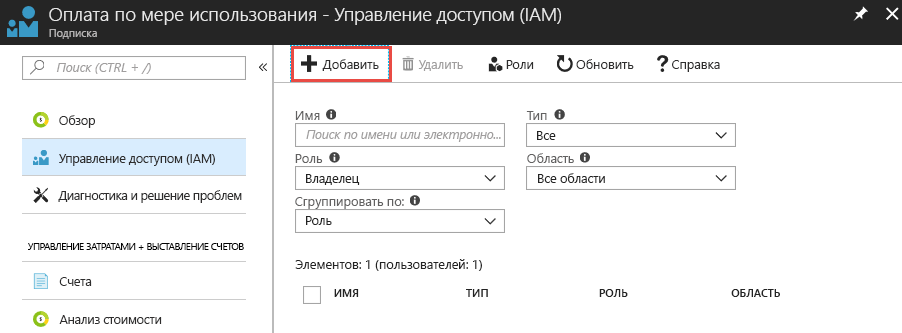 Оплата по мере использования - Управление доступом (IAM)
Подписка
Поиск (CTRL + /)
Обзор
Управление доступом (IAM)
Диагностика и решение проблем
УПРАВЛЕНИЕ ЗАТРАТАМИ + ВЫСТАВЛЕНИЕ СЧЕТОВ
Счета
Анализ стоимости
Добавить Удалить Роли Обновить Справка
Имя Тип
Поиск по имени или электронно... Все
Роль Область
Владелец Все области
Сгруппировать по:
Роль
Элементов: 1 (пользователей: 1)
ИМЯ ТИП РОЛЬ ОБЛАСТЬ